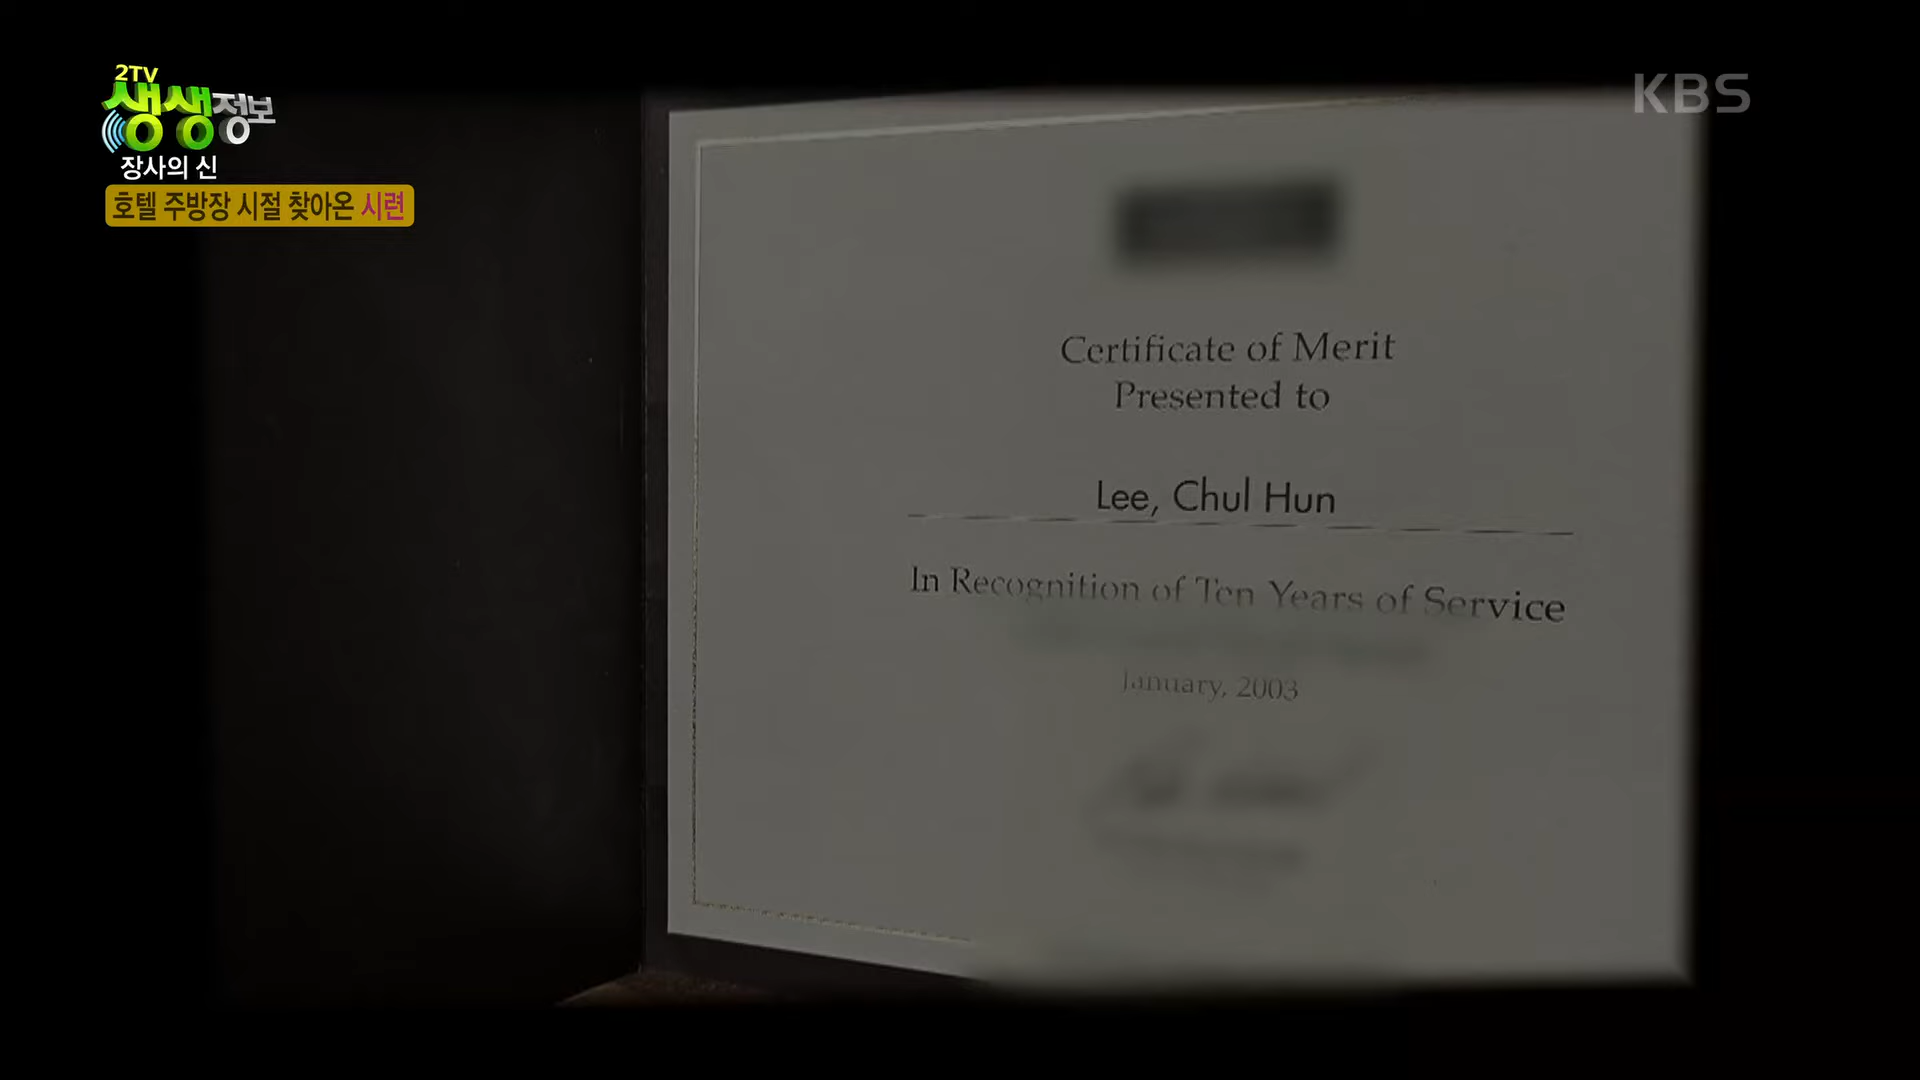 2TV
생생정보
장사의 신
호텔 주방장 시절 찾아온 시련
KBS
Certificate of Merit
Presented to
Lee, Chul Hun
In Recognition of Ten Years of Service
January, 2003